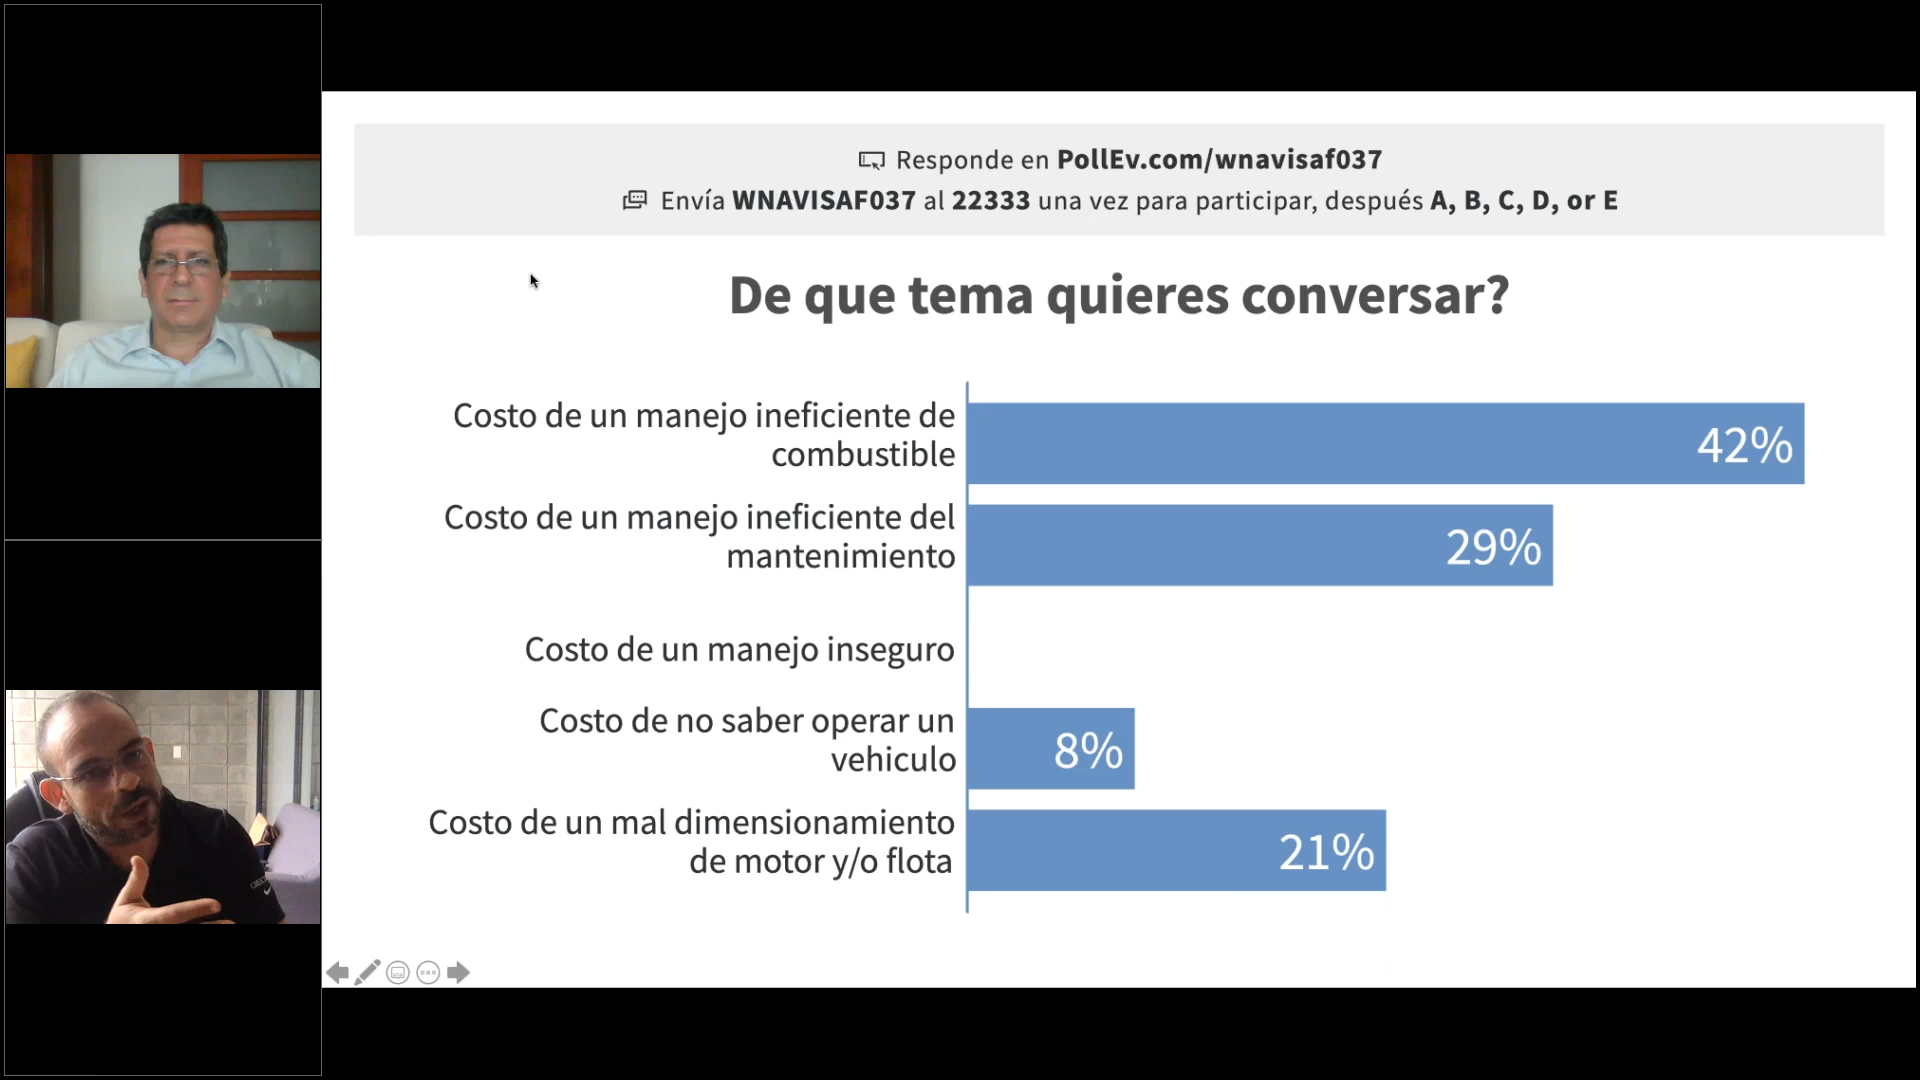 Responde en PollEv.com/wnavisaf037
Envía WNAVISAF037 al 22333 una vez para participar, después A, B, C, D, or E
De que tema quieres conversar?
Costo de un manejo ineficiente de
combustible
42%
Costo de un manejo ineficiente del
mantenimiento
29%
Costo de un manejo inseguro
Costo de no saber operar un
vehiculo
8%
Costo de un mal dimensionamiento
de motor y/o flota
21%